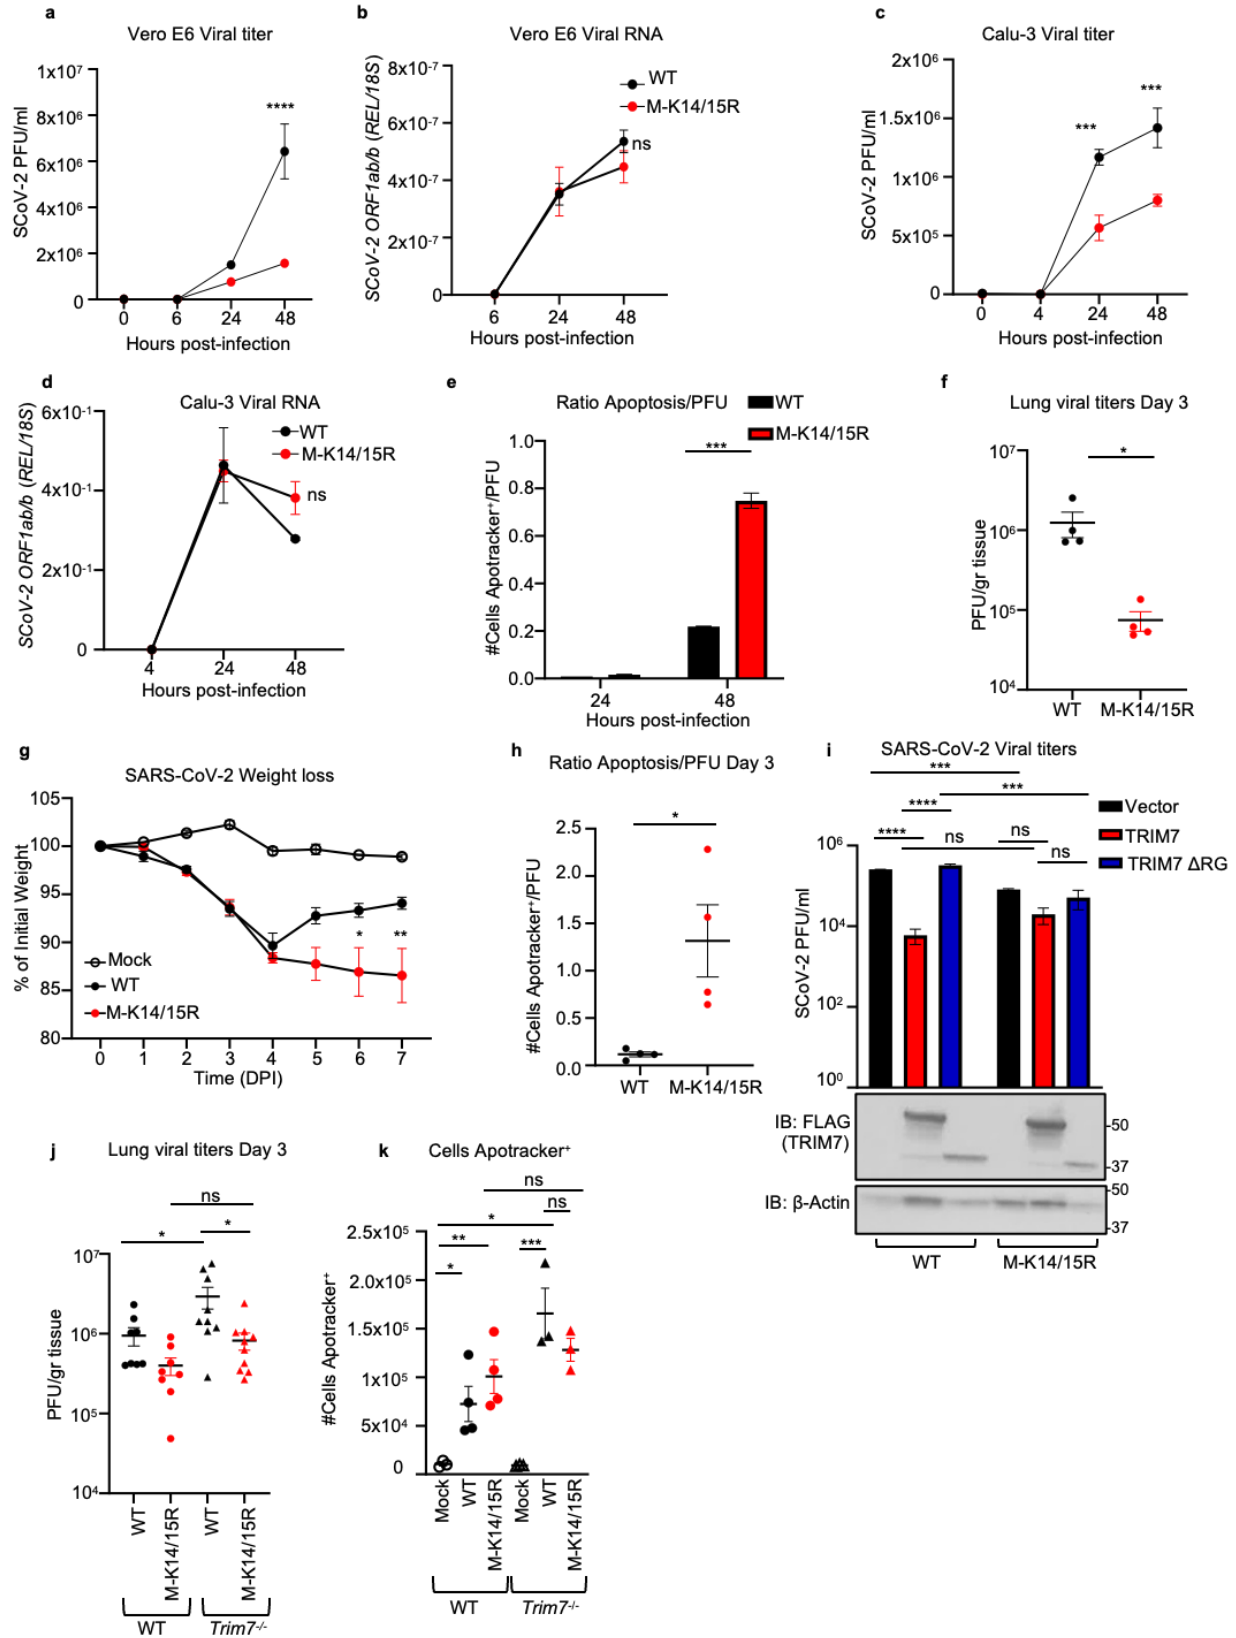 a
Vero E6 Viral titer
1x10⁷
8x10⁶
6x10⁶
4x10⁶
2x10⁶
0
SCoV-2 PFU/ml
****
0 6 24 48
Hours post-infection
b
Vero E6 Viral RNA
8x10⁻⁷
6x10⁻⁷
4x10⁻⁷
2x10⁻⁷
0
SCoV-2 ORF1ab/b (REL/18S)
WT
M-K14/15R
ns
6 24 48
Hours post-infection
c
Calu-3 Viral titer
2x10⁶
1.5x10⁶
1x10⁶
5x10⁵
0
SCoV-2 PFU/ml
***
***
0 4 24 48
Hours post-infection
d
Calu-3 Viral RNA
6x10⁻¹
4x10⁻¹
2x10⁻¹
0
SCoV-2 ORF1ab/b (REL/18S)
WT
M-K14/15R
ns
4 24 48
Hours post-infection
e
Ratio Apoptosis/PFU
WT
M-K14/15R
***
1.0
0.8
0.6
0.4
0.2
0.0
#Cells Apotracker⁺/PFU
24 48
Hours post-infection
f
Lung viral titers Day 3
10⁷
10⁶
10⁵
10⁴
PFU/gr tissue
*
WT M-K14/15R
g
SARS-CoV-2 Weight loss
105
100
95
90
85
80
% of Initial Weight
Mock
WT
M-K14/15R
* **
0 1 2 3 4 5 6 7
Time (DPI)
h
Ratio Apoptosis/PFU Day 3
*
2.5
2.0
1.5
1.0
0.5
0.0
#Cells Apotracker⁺/PFU
WT M-K14/15R
i
SARS-CoV-2 Viral titers
***
***
****
**** ns ns
ns
Vector
TRIM7
TRIM7 ΔRG
10⁶
10⁴
10²
10⁰
SCoV-2 PFU/ml
IB: FLAG
(TRIM7)
-50
-37
IB: β-Actin
-50
-37
WT M-K14/15R
j
Lung viral titers Day 3
ns
* *
10⁷
10⁶
10⁵
10⁴
PFU/gr tissue
WT M-K14/15R WT M-K14/15R
WT Trim7-/-
k
Cells Apotracker⁺
ns
ns
*
** ***
*
2.5x10⁵
2.0x10⁵
1.5x10⁵
1x10⁵
5x10⁴
0
#Cells Apotracker⁺
Mock WT M-K14/15R Mock WT M-K14/15R
WT Trim7-/-